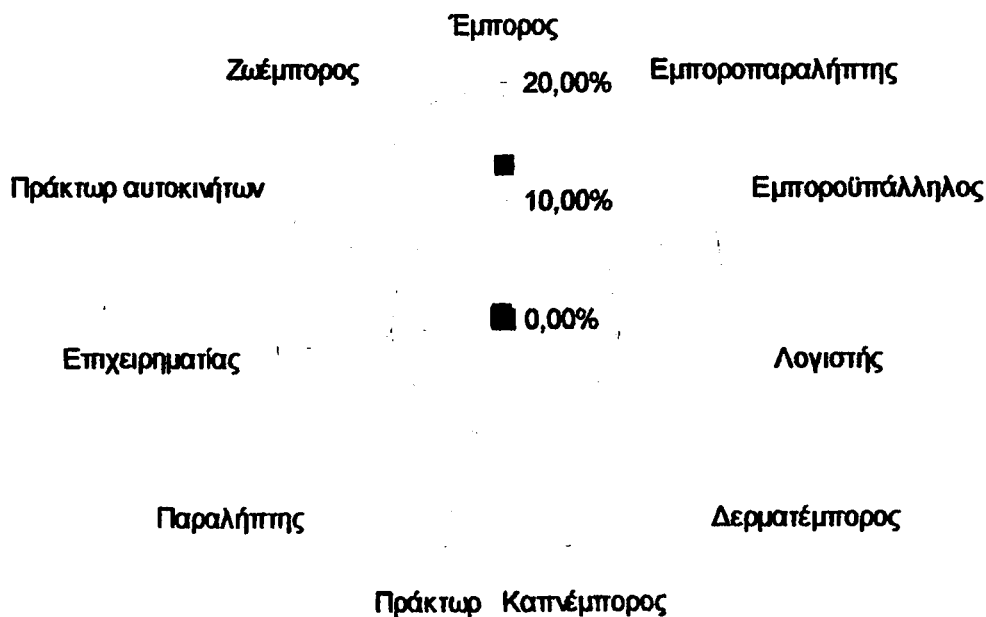 Έμπορος
Ζωέμπορος 20,00% Εμποροπαραλήπτης
Πράκτωρ αυτοκινήτων 10,00% Εμποροϋπάλληλος
0,00%
Επιχειρηματίας Λογιστής
Παραλήπτης Δερματέμπορος
Πράκτωρ Καπνέμπορος